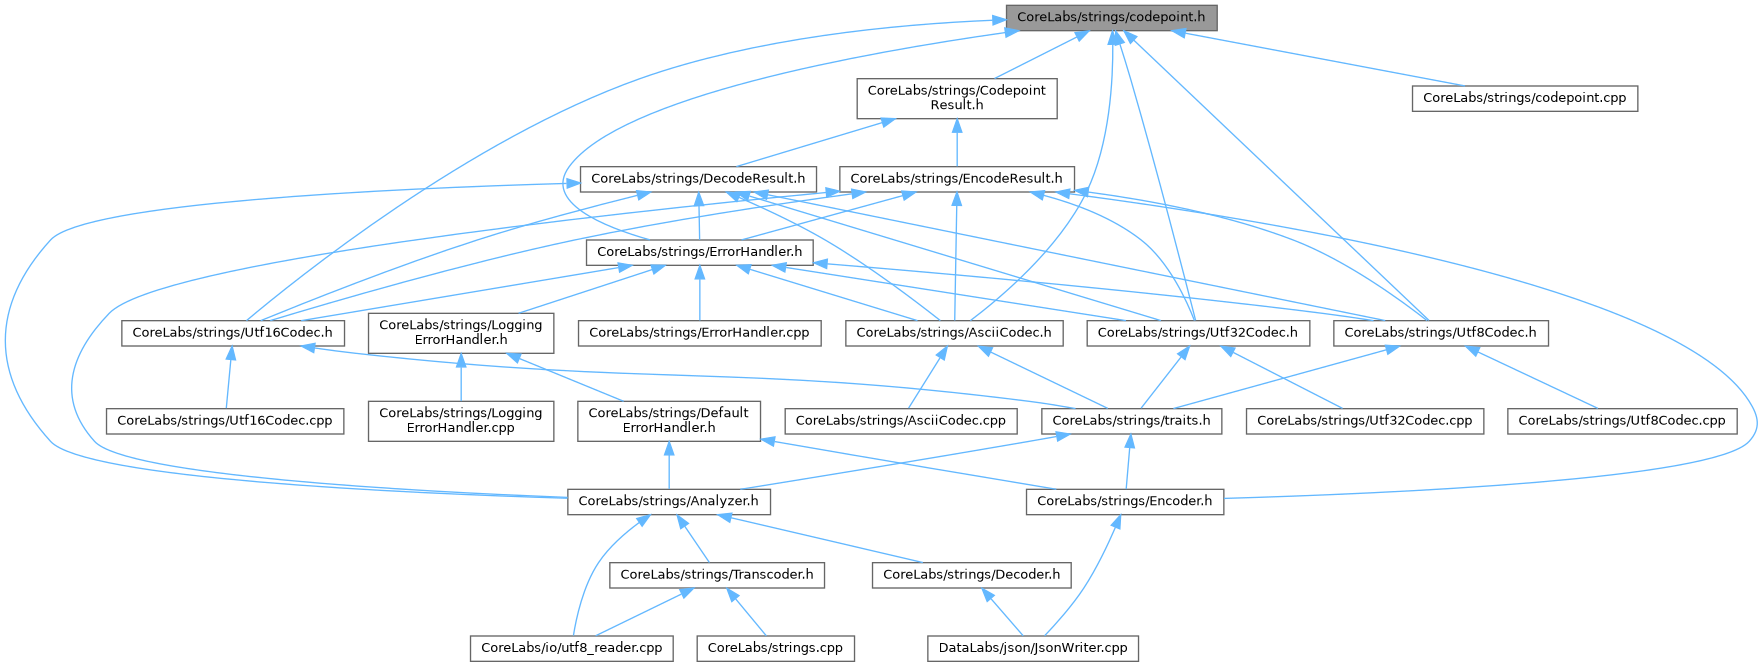 CoreLabs/strings/codepoint.h
CoreLabs/strings/Codepoint
Result.h
CoreLabs/strings/codepoint.cpp
CoreLabs/strings/DecodeResult.h
CoreLabs/strings/EncodeResult.h
CoreLabs/strings/ErrorHandler.h
CoreLabs/strings/Utf16Codec.h
CoreLabs/strings/Logging
ErrorHandler.h
CoreLabs/strings/ErrorHandler.cpp
CoreLabs/strings/AsciiCodec.h
CoreLabs/strings/Utf32Codec.h
CoreLabs/strings/Utf8Codec.h
CoreLabs/strings/Utf16Codec.cpp
CoreLabs/strings/Logging
ErrorHandler.cpp
CoreLabs/strings/Default
ErrorHandler.h
CoreLabs/strings/AsciiCodec.cpp
CoreLabs/strings/traits.h
CoreLabs/strings/Utf32Codec.cpp
CoreLabs/strings/Utf8Codec.cpp
CoreLabs/strings/Analyzer.h
CoreLabs/strings/Encoder.h
CoreLabs/strings/Transcoder.h
CoreLabs/strings/Decoder.h
CoreLabs/io/utf8_reader.cpp
CoreLabs/strings.cpp
DataLabs/json/JsonWriter.cpp